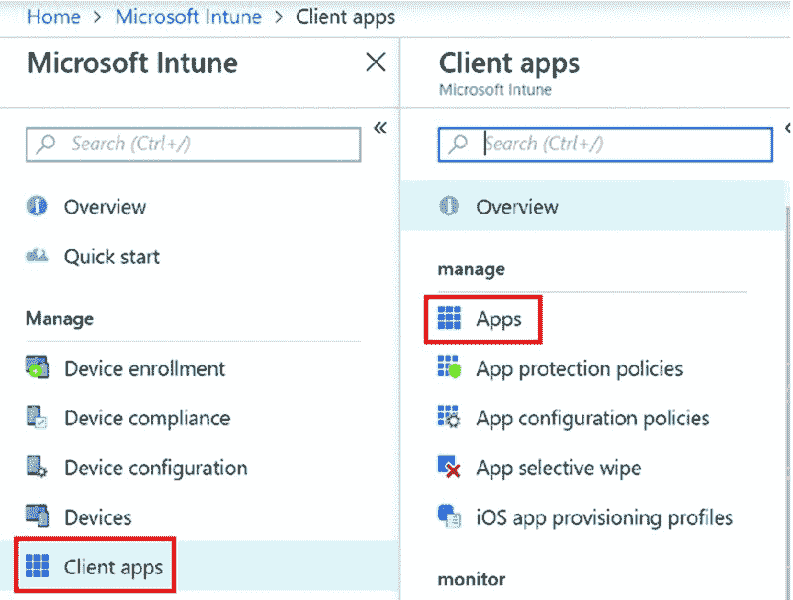 Home > Microsoft Intune > Client apps
Microsoft Intune
Search (Ctrl+/)
Overview
Quick start
Manage
Device enrollment
Device compliance
Device configuration
Devices
Client apps
Client apps
Microsoft Intune
Search (Ctrl+/)
Overview
manage
Apps
App protection policies
App configuration policies
App selective wipe
iOS app provisioning profiles
monitor